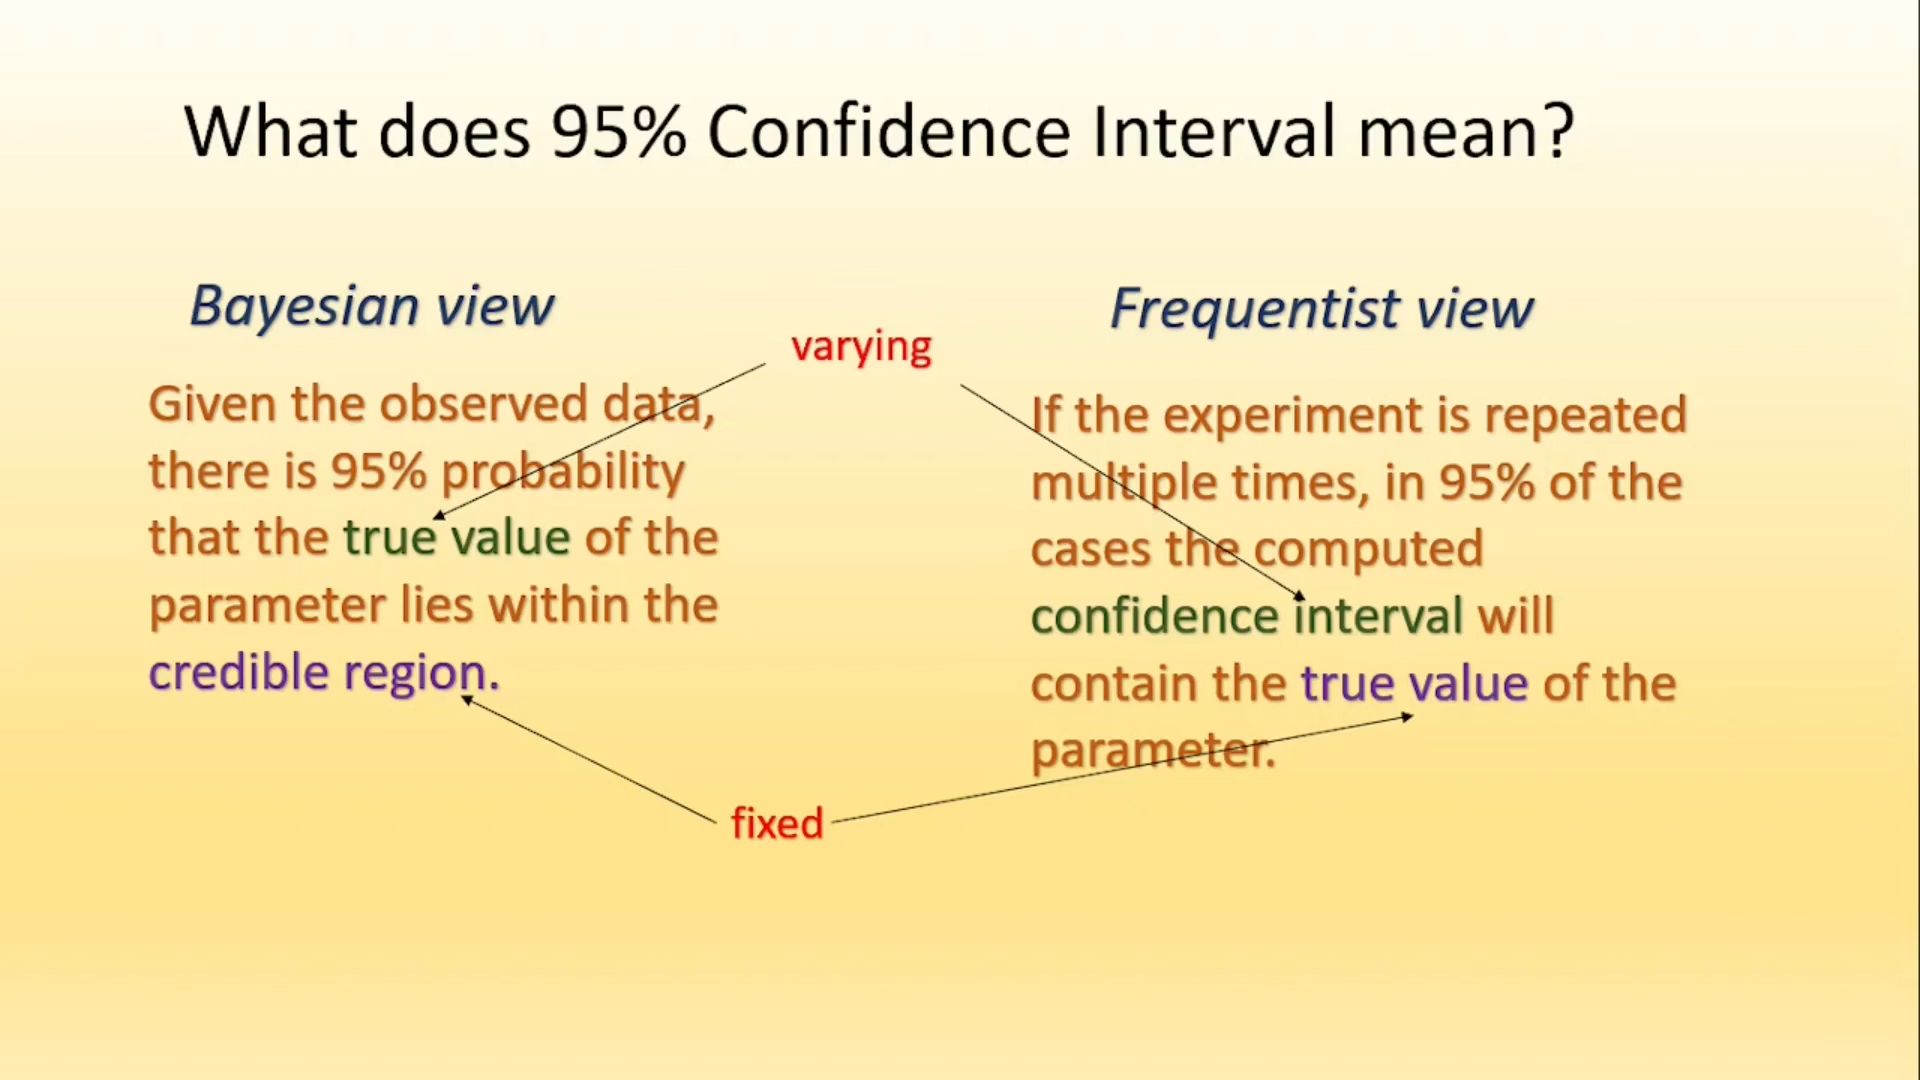 What does 95% Confidence Interval mean?
Bayesian view
Given the observed data,
there is 95% probability
that the true value of the
parameter lies within the
credible region.
varying
fixed
Frequentist view
If the experiment is repeated
multiple times, in 95% of the
cases the computed
confidence interval will
contain the true value of the
parameter.